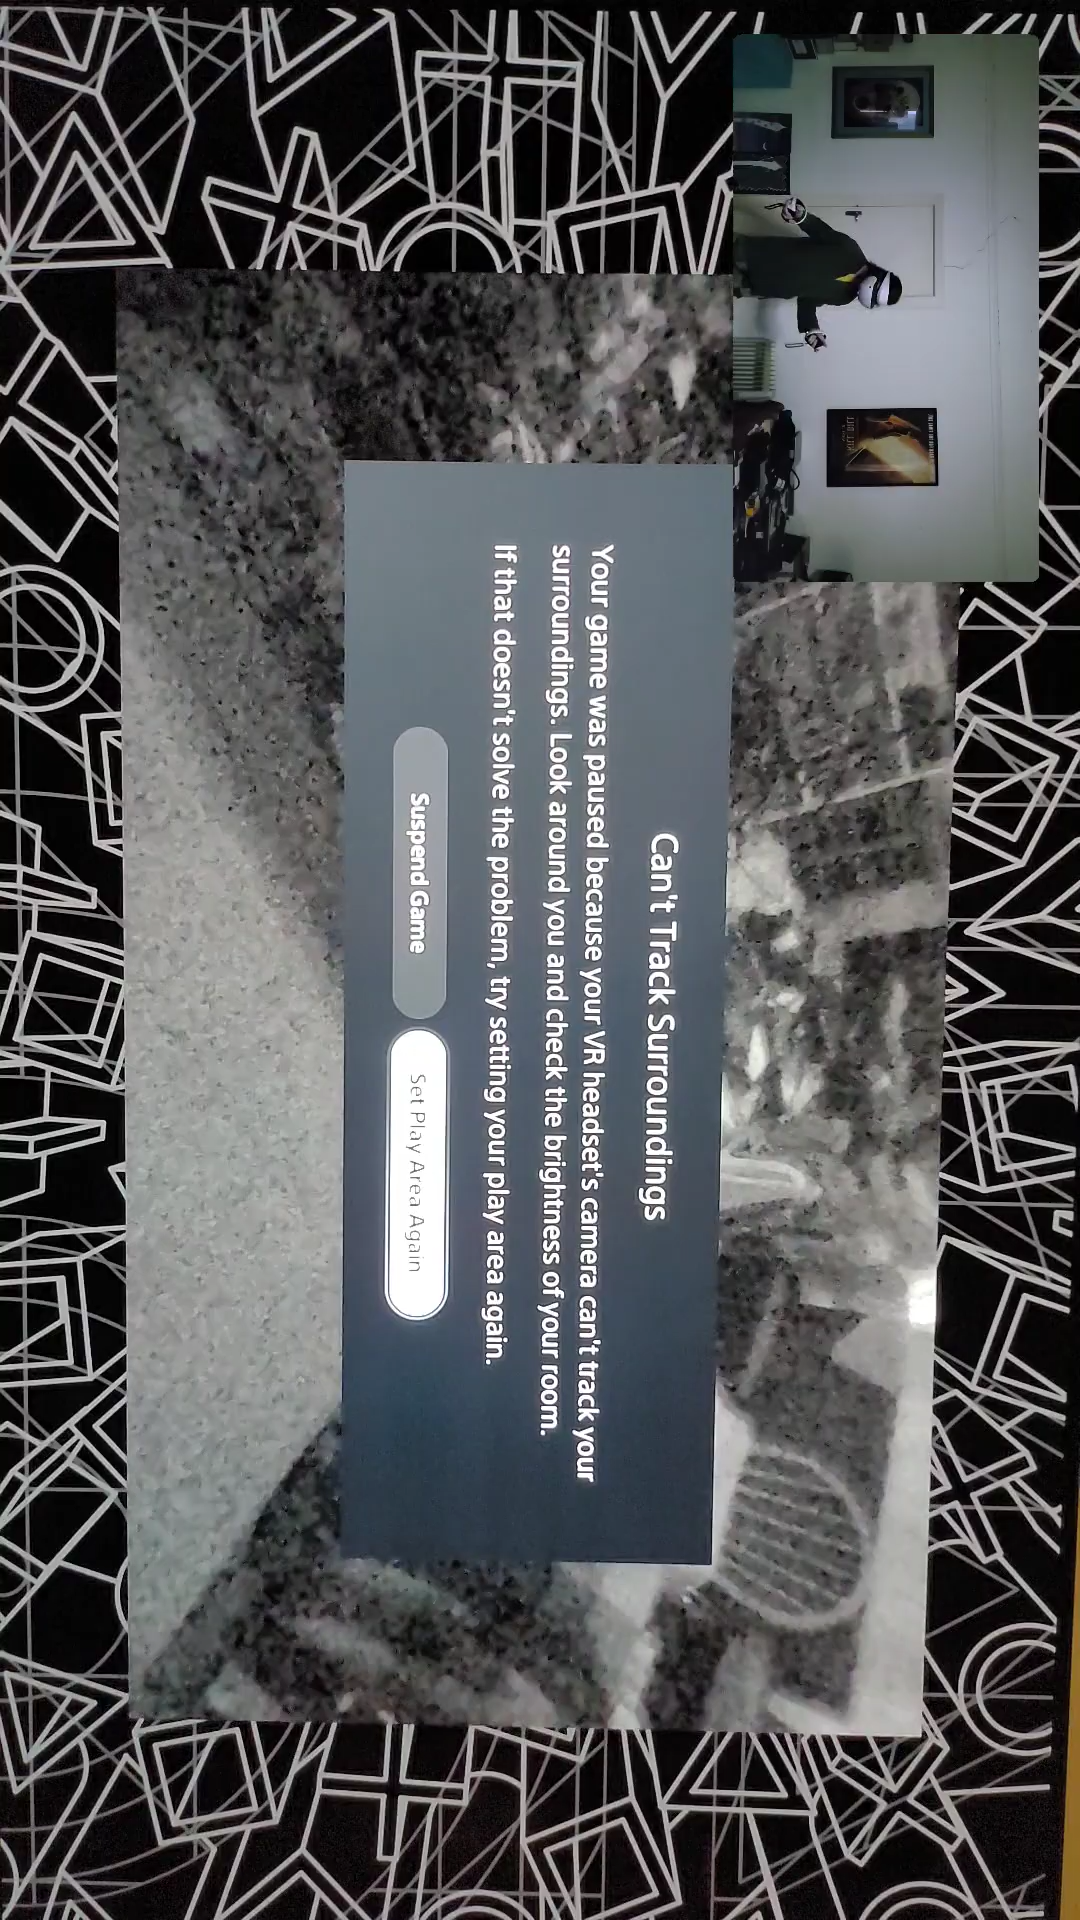 Can't Track Surroundings
Your game was paused because your VR headset's camera can't track your
surroundings. Look around you and check the brightness of your room.
If that doesn't solve the problem, try setting your play area again.
Suspend Game
Set Play Area Again